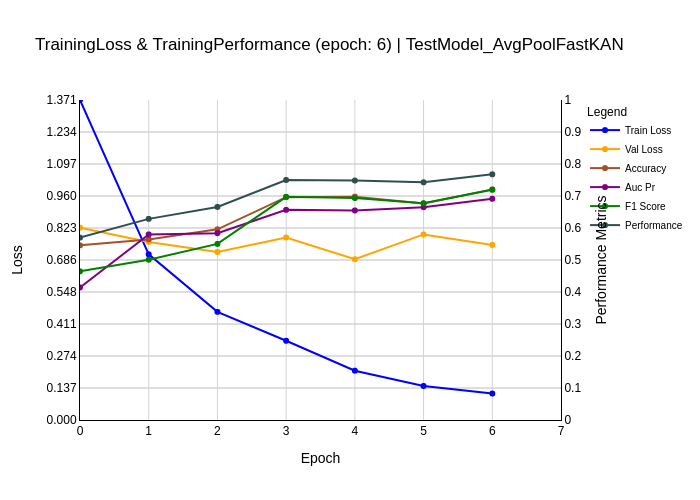 TrainingLoss & TrainingPerformance (epoch: 6) | TestModel_AvgPoolFastKAN
1.371
1.234
1.097
0.960
0.823
0.686
0.548
0.411
0.274
0.137
0.000
Loss
0 1 2 3 4 5 6 7
Epoch
1
0.9
0.8
0.7
0.6
0.5
0.4
0.3
0.2
0.1
0
Performance Metrics
Legend
Train Loss
Val Loss
Accuracy
Auc Pr
F1 Score
Performance